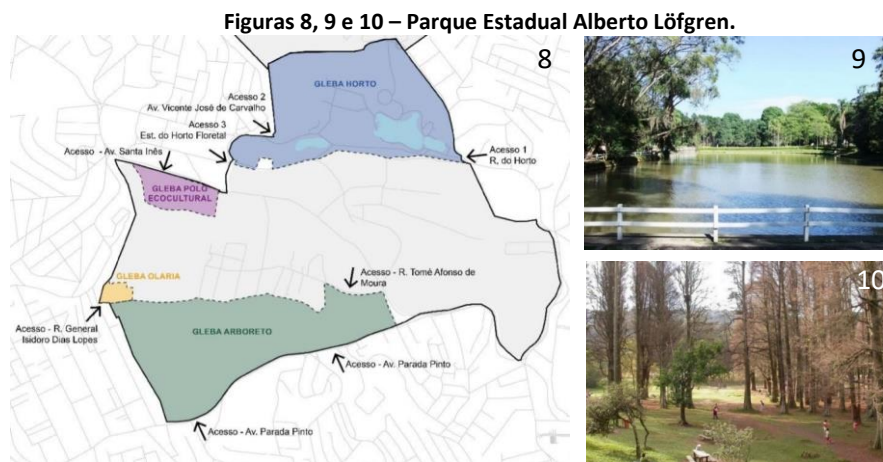 Figuras 8, 9 e 10 – Parque Estadual Alberto Löfgren.
8
9
10
GLEBA HORTO
Acesso 2
Av. Vicente José de Carvalho
Acesso 3
Est. do Horto Floretal
Acesso - Av. Santa Inês
Acesso 1
R. do Horto
GLEBA POLO
ECOCULTURAL
GLEBA OLARIA
Acesso - R. Tomé Afonso de
Moura
Acesso - R. General
Isidoro Dias Lopes
GLEBA ARBORETO
Acesso - Av. Parada Pinto
Acesso - Av. Parada Pinto